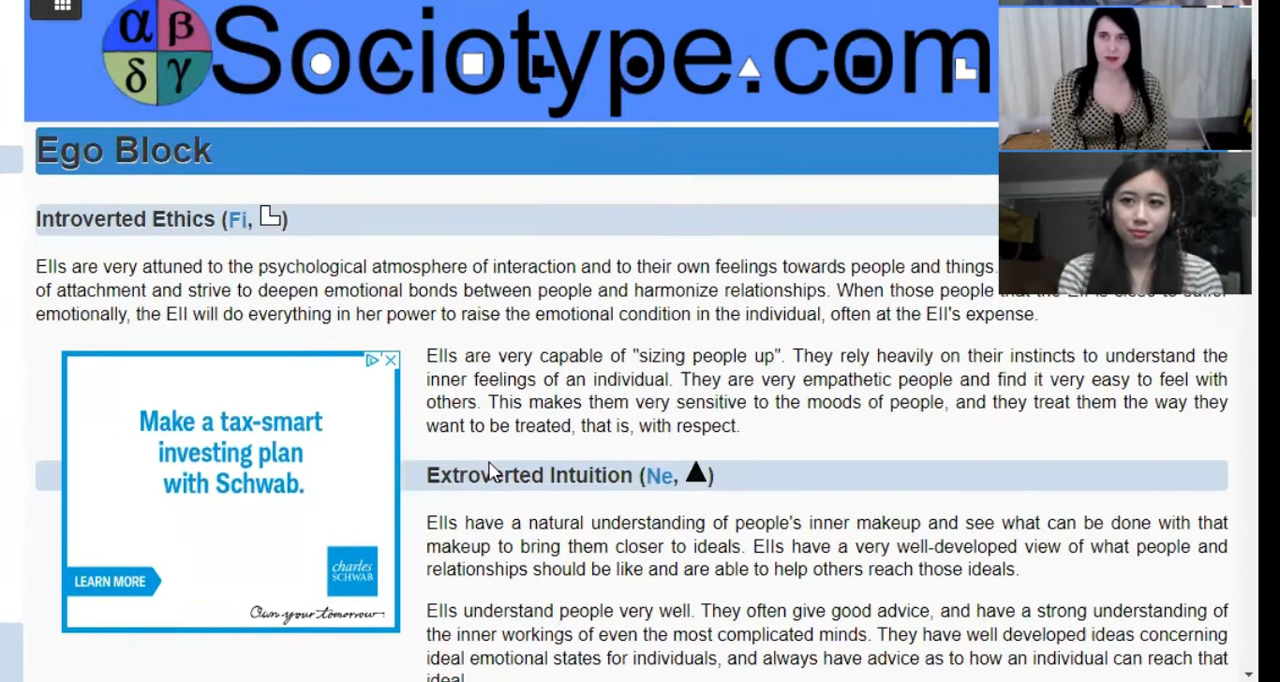 α β
δ γ
Sociotype.com
Ego Block
Introverted Ethics (Fi, )
EIIs are very attuned to the psychological atmosphere of interaction and to their own feelings towards people and things.
of attachment and strive to deepen emotional bonds between people and harmonize relationships. When those people that the EII is close to suffer
emotionally, the EII will do everything in her power to raise the emotional condition in the individual, often at the EII's expense.
EIIs are very capable of "sizing people up". They rely heavily on their instincts to understand the
inner feelings of an individual. They are very empathetic people and find it very easy to feel with
others. This makes them very sensitive to the moods of people, and they treat them the way they
want to be treated, that is, with respect.
Make a tax-smart
investing plan
with Schwab.
LEARN MORE
charles
SCHWAB
Own your tomorrow
Extroverted Intuition (Ne, )
EIIs have a natural understanding of people's inner makeup and see what can be done with that
makeup to bring them closer to ideals. EIIs have a very well-developed view of what people and
relationships should be like and are able to help others reach those ideals.
EIIs understand people very well. They often give good advice, and have a strong understanding of
the inner workings of even the most complicated minds. They have well developed ideas concerning
ideal emotional states for individuals, and always have advice as to how an individual can reach that
ideal.